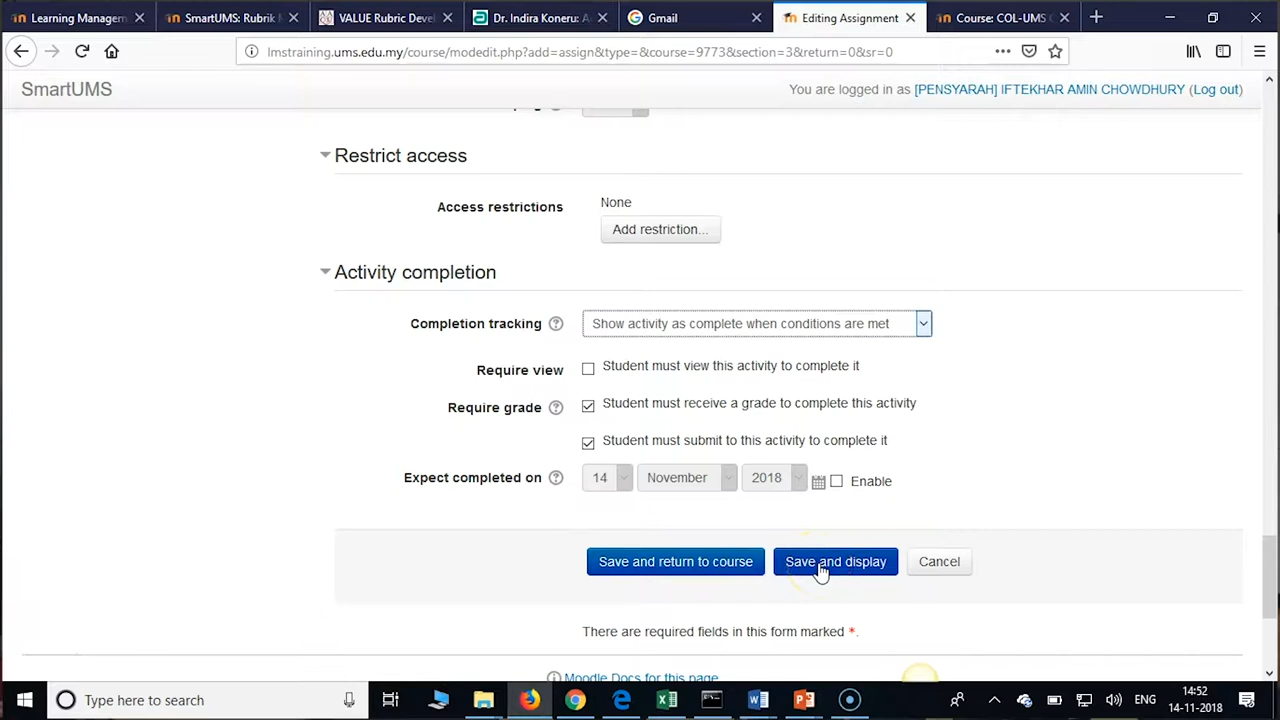 Learning Managem
SmartUMS: Rubrik M
VALUE Rubric Devel
Dr. Indira Koneru: Ac
Gmail
Editing Assignment
Course: COL-UMS C
lmstraining.ums.edu.my/course/modedit.php?add=assign&type=&course=9773&section=3&return=0&sr=0
SmartUMS
You are logged in as [PENSYARAH] IFTEKHAR AMIN CHOWDHURY (Log out)
Restrict access
Access restrictions
None
Add restriction...
Activity completion
Completion tracking
Show activity as complete when conditions are met
Require view
Student must view this activity to complete it
Require grade
Student must receive a grade to complete this activity
Student must submit to this activity to complete it
Expect completed on
14 November 2018 Enable
Save and return to course Save and display Cancel
There are required fields in this form marked *.
Moodle Docs for this page
Type here to search
ENG
14:52
14-11-2018